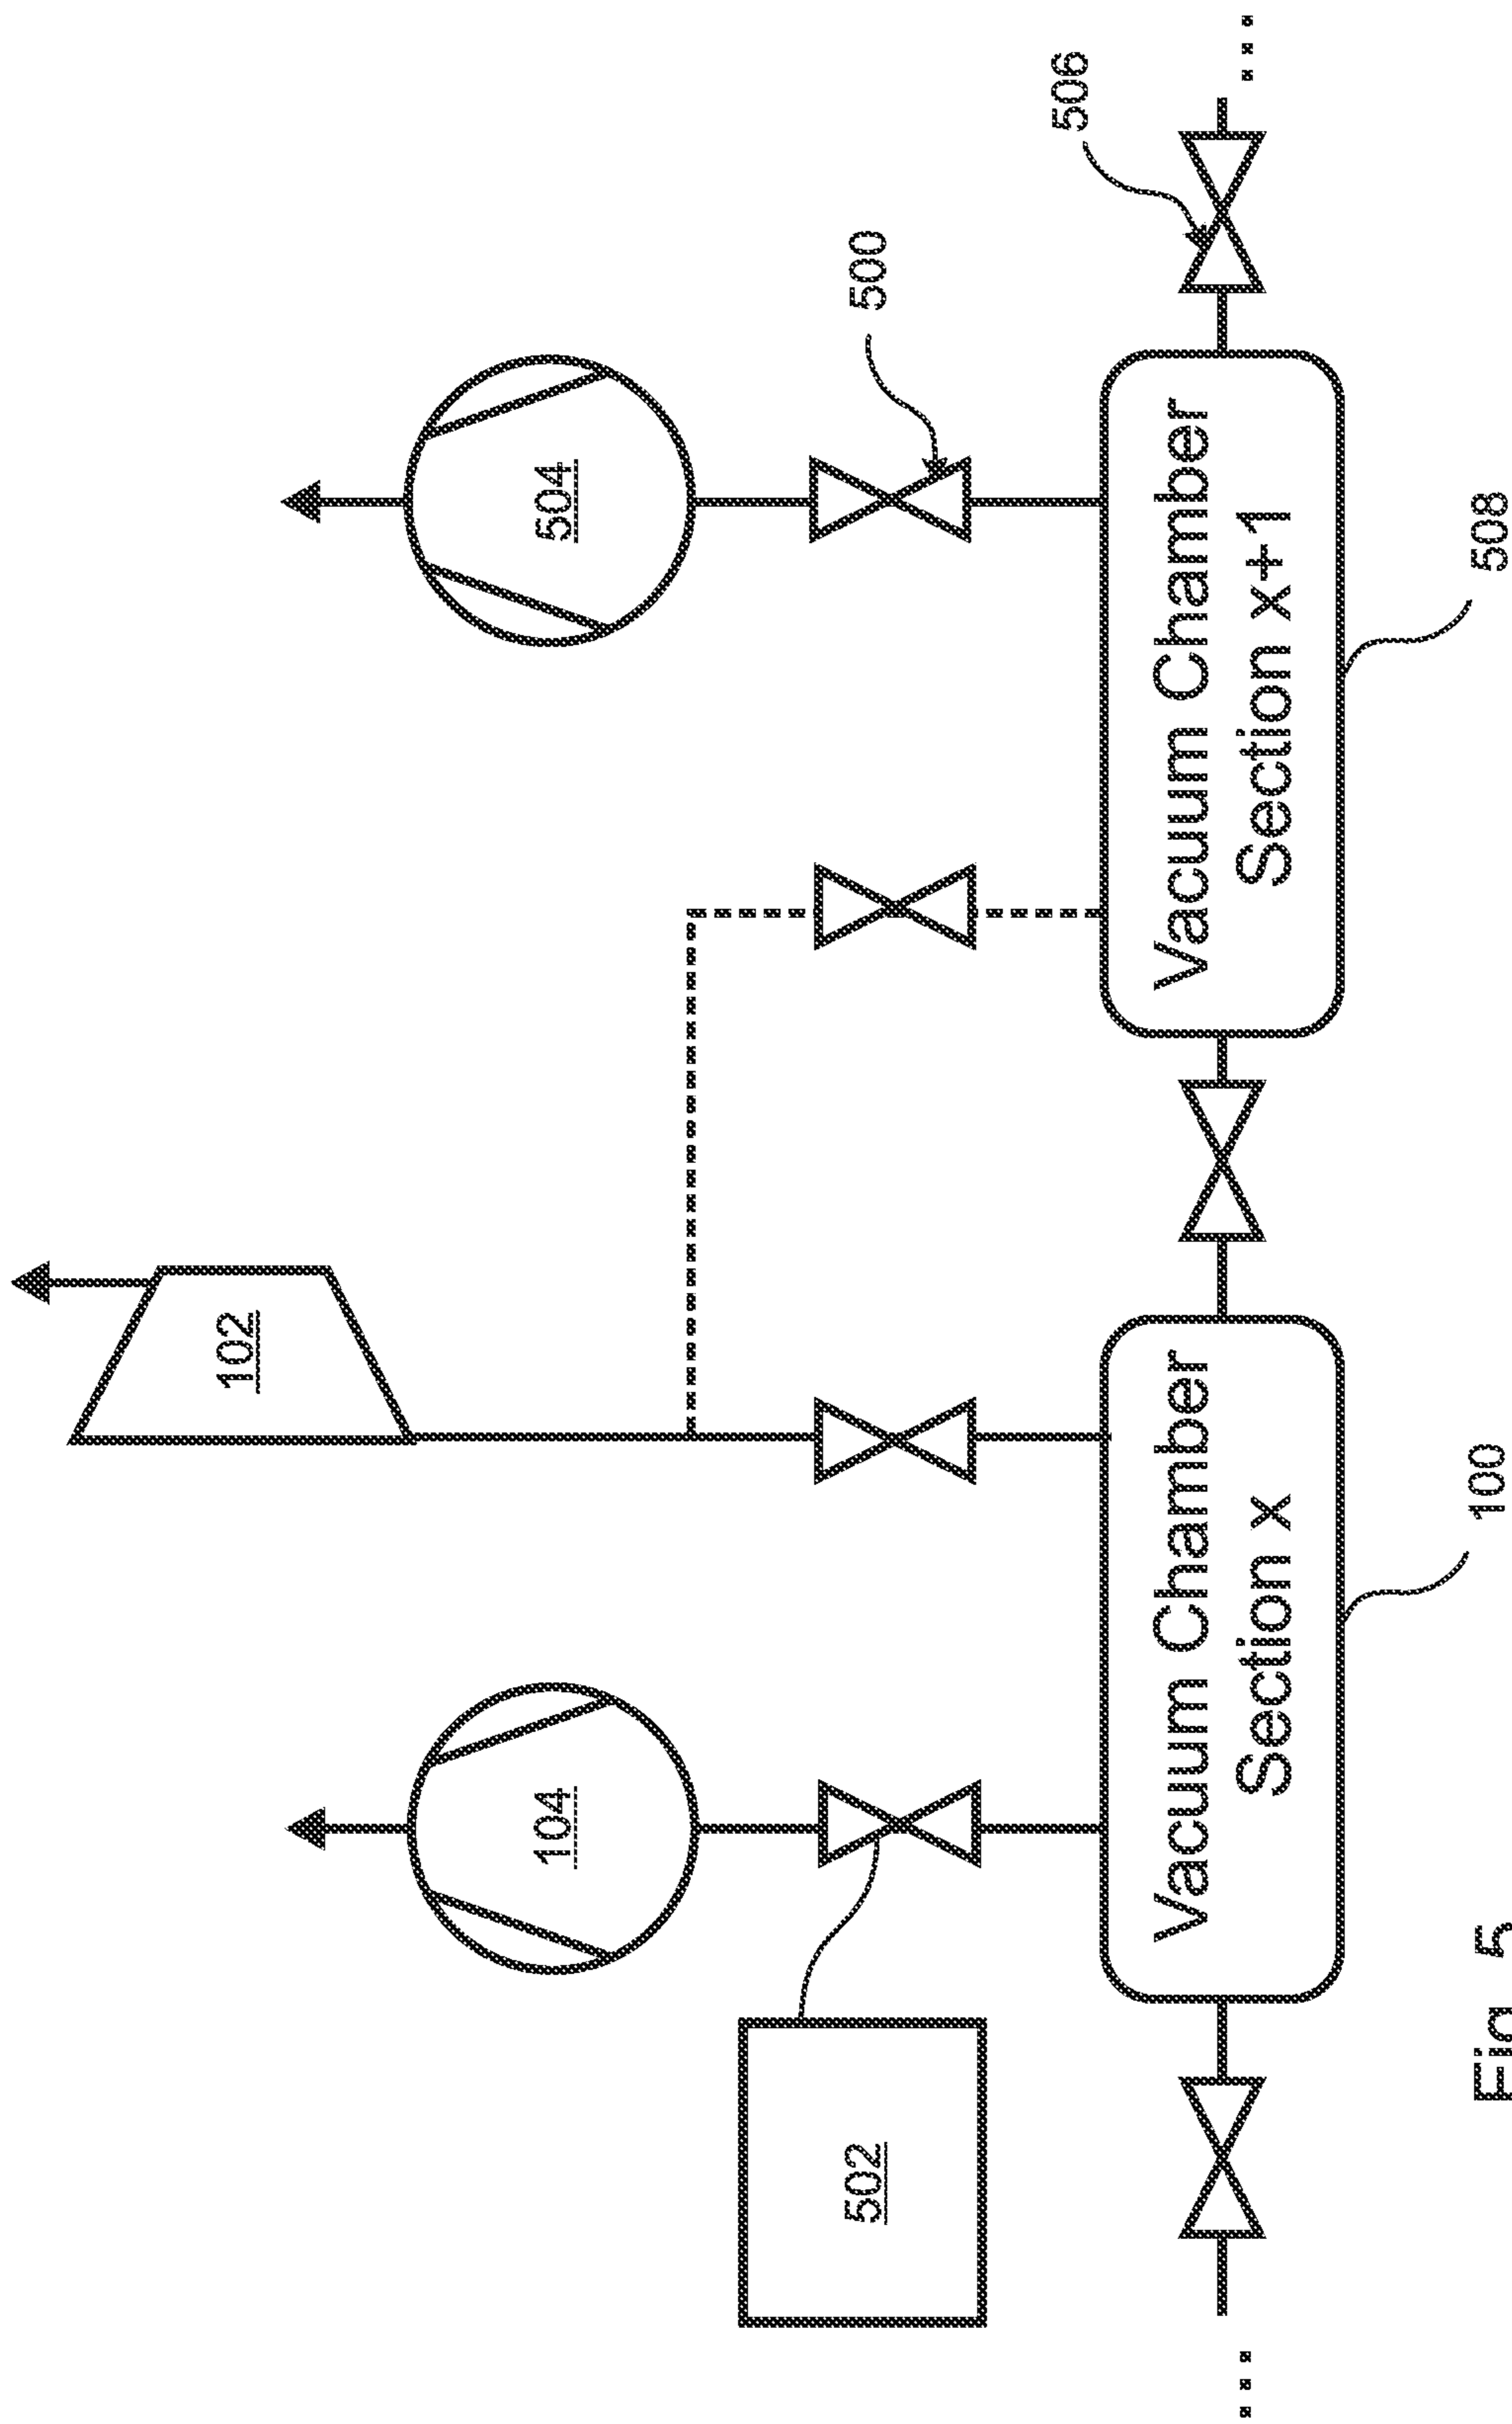 102
104
504
500
506
502
Vacuum Chamber
Section x
Vacuum Chamber
Section x+1
100
508
Fig. 5